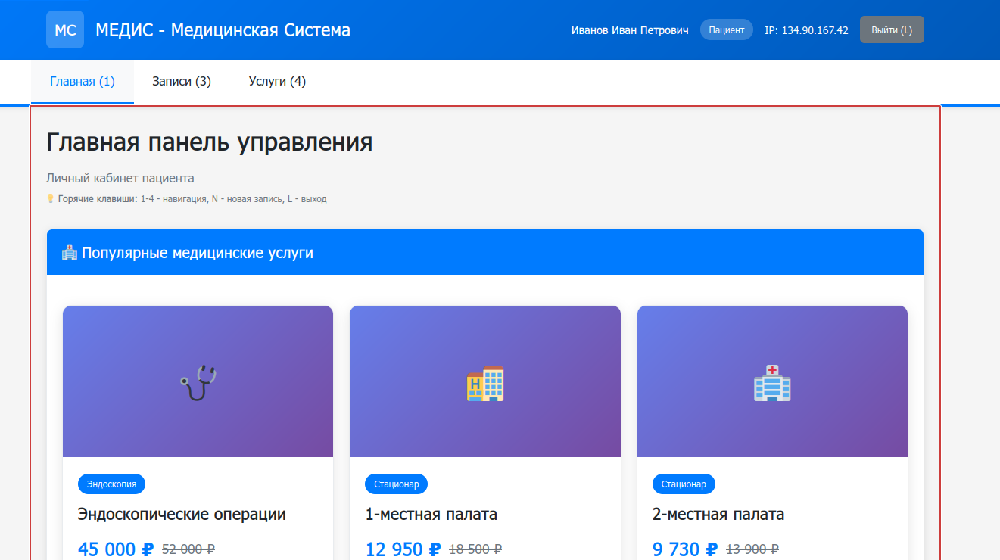 МС МЕДИС - Медицинская Система Иванов Иван Петрович Пациент IP: 134.90.167.42 Выйти (L)
Главная (1) Записи (3) Услуги (4)
Главная панель управления
Личный кабинет пациента
Горячие клавиши: 1-4 - навигация, N - новая запись, L - выход
Популярные медицинские услуги
Эндоскопия
Эндоскопические операции
45 000 ₽ 52 000 ₽
Стационар
1-местная палата
12 950 ₽ 18 500 ₽
Стационар
2-местная палата
9 730 ₽ 13 900 ₽